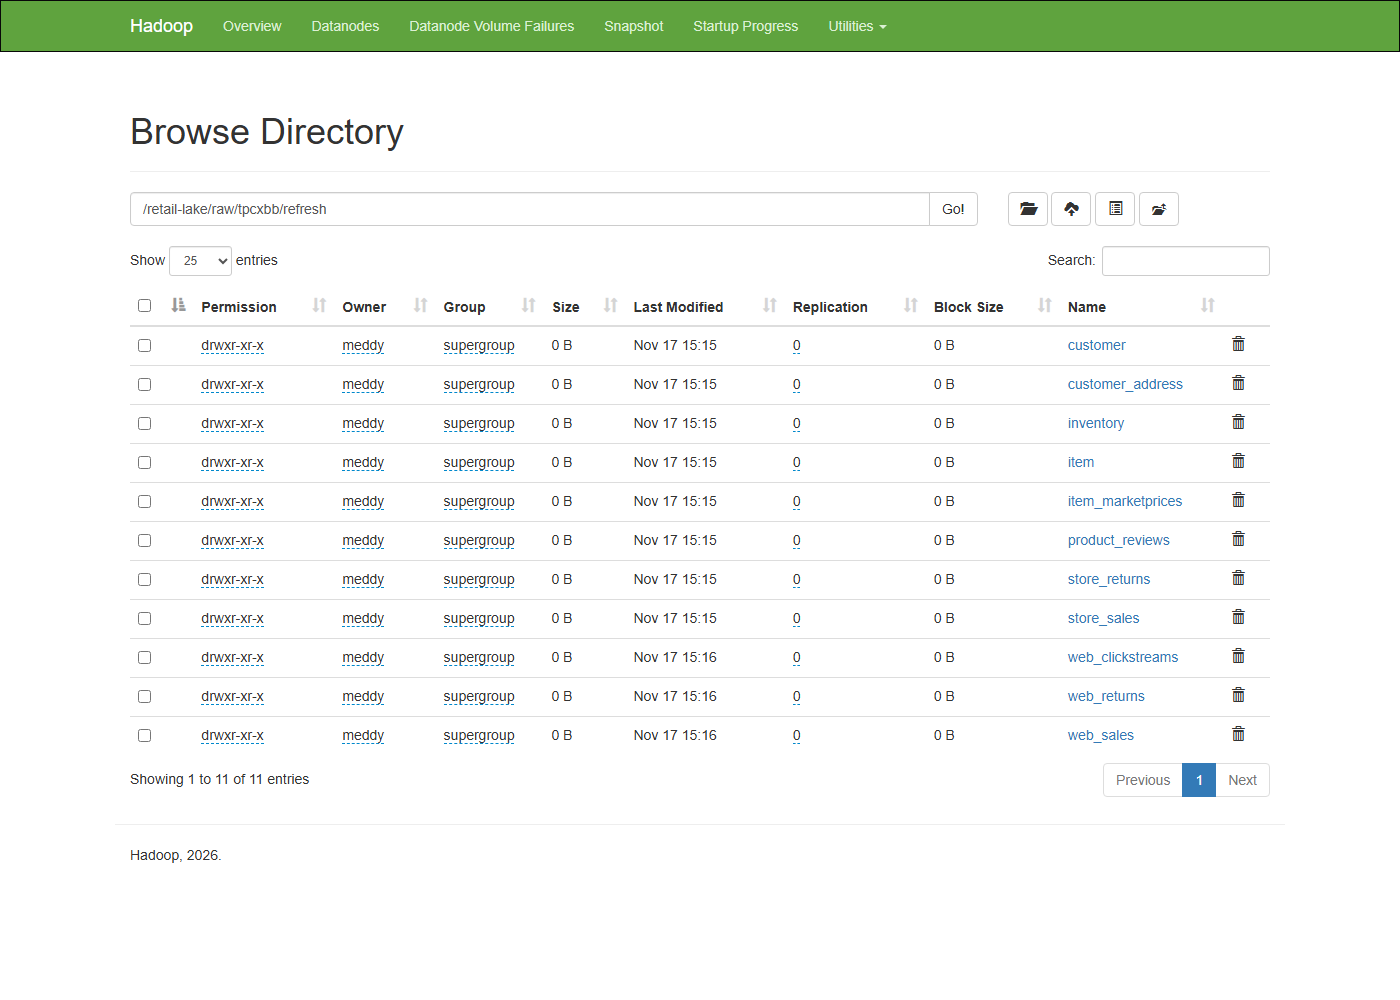 Hadoop Overview Datanodes Datanode Volume Failures Snapshot Startup Progress Utilities
Browse Directory
/retail-lake/raw/tpcxbb/refresh Go!
Show 25 entries Search:
Permission Owner Group Size Last Modified Replication Block Size Name
drwxr-xr-x meddy supergroup 0 B Nov 17 15:15 0 0 B customer
drwxr-xr-x meddy supergroup 0 B Nov 17 15:15 0 0 B customer_address
drwxr-xr-x meddy supergroup 0 B Nov 17 15:15 0 0 B inventory
drwxr-xr-x meddy supergroup 0 B Nov 17 15:15 0 0 B item
drwxr-xr-x meddy supergroup 0 B Nov 17 15:15 0 0 B item_marketprices
drwxr-xr-x meddy supergroup 0 B Nov 17 15:15 0 0 B product_reviews
drwxr-xr-x meddy supergroup 0 B Nov 17 15:15 0 0 B store_returns
drwxr-xr-x meddy supergroup 0 B Nov 17 15:15 0 0 B store_sales
drwxr-xr-x meddy supergroup 0 B Nov 17 15:16 0 0 B web_clickstreams
drwxr-xr-x meddy supergroup 0 B Nov 17 15:16 0 0 B web_returns
drwxr-xr-x meddy supergroup 0 B Nov 17 15:16 0 0 B web_sales
Showing 1 to 11 of 11 entries Previous 1 Next
Hadoop, 2026.